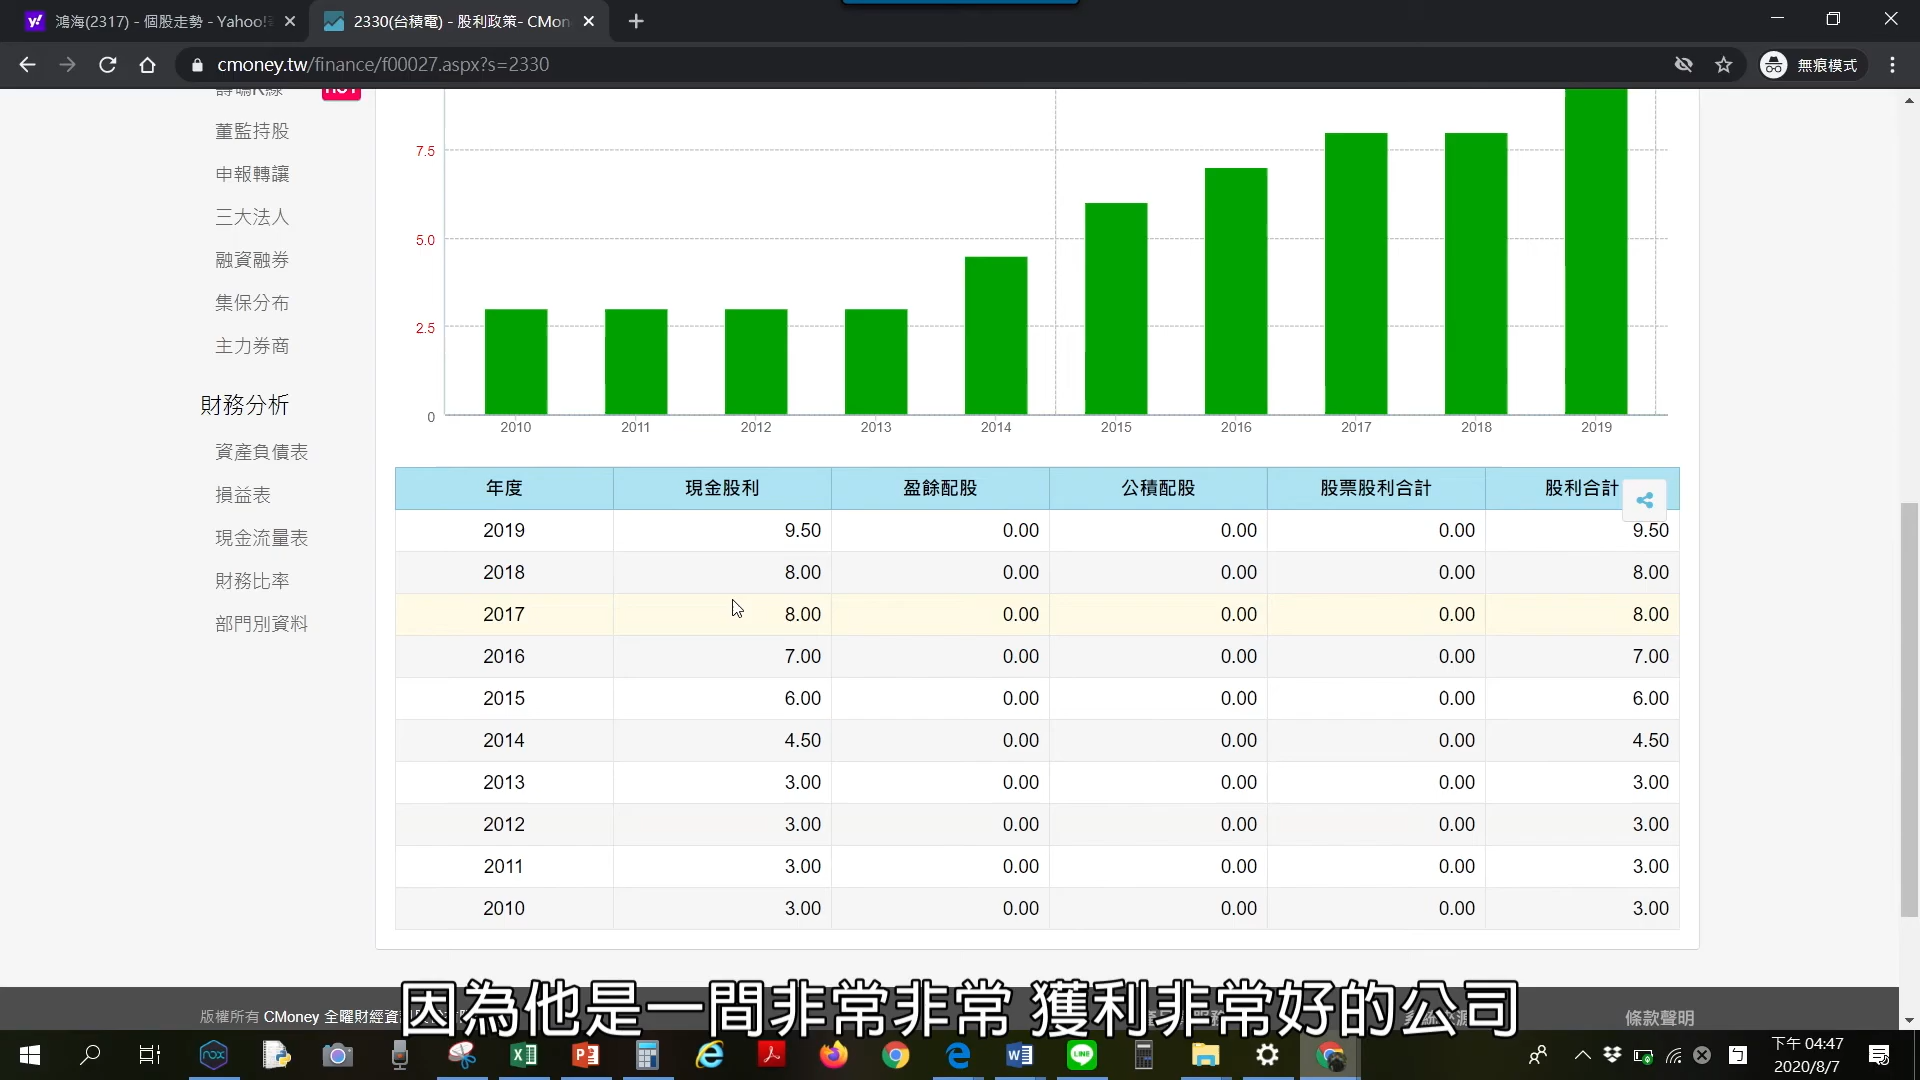 鴻海(2317) - 個股走勢 - Yahoo!
2330(台積電) - 股利政策- CMon
cmoney.tw/finance/f00027.aspx?s=2330
無痕模式
HOT
董監持股
申報轉讓
三大法人
融資融券
集保分布
主力券商
財務分析
資產負債表
損益表
現金流量表
財務比率
部門別資料
7.5
5.0
2.5
0
2010 2011 2012 2013 2014 2015 2016 2017 2018 2019
年度 現金股利 盈餘配股 公積配股 股票股利合計 股利合計
2019 9.50 0.00 0.00 0.00 9.50
2018 8.00 0.00 0.00 0.00 8.00
2017 8.00 0.00 0.00 0.00 8.00
2016 7.00 0.00 0.00 0.00 7.00
2015 6.00 0.00 0.00 0.00 6.00
2014 4.50 0.00 0.00 0.00 4.50
2013 3.00 0.00 0.00 0.00 3.00
2012 3.00 0.00 0.00 0.00 3.00
2011 3.00 0.00 0.00 0.00 3.00
2010 3.00 0.00 0.00 0.00 3.00
因為他是一間非常非常 獲利非常好的公司
版權所有 CMoney 全曜財經資
條款聲明
下午 04:47
2020/8/7